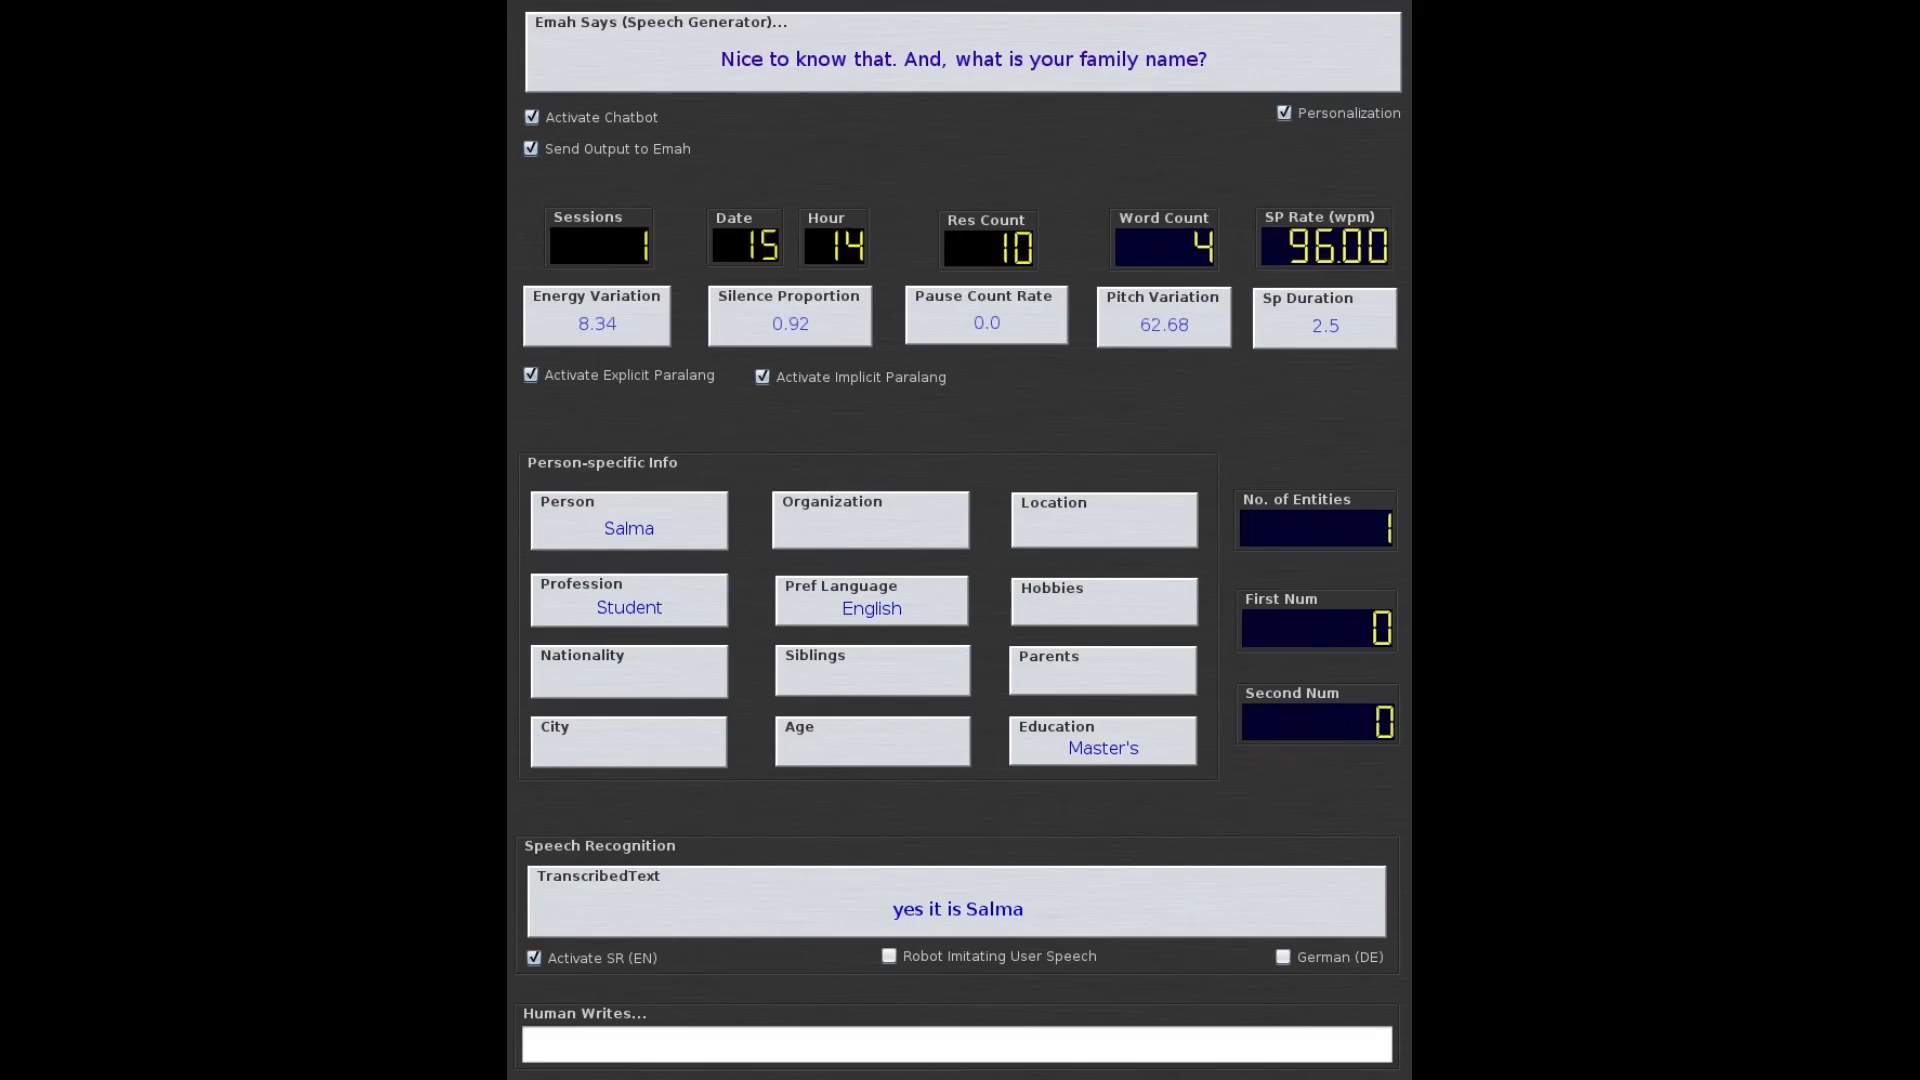 Emah Says (Speech Generator)...
Nice to know that. And, what is your family name?
Activate Chatbot
Personalization
Send Output to Emah
Sessions
1
Date
15
Hour
14
Res Count
10
Word Count
4
SP Rate (wpm)
96.00
Energy Variation
8.34
Silence Proportion
0.92
Pause Count Rate
0.0
Pitch Variation
62.68
Sp Duration
2.5
Activate Explicit Paralang
Activate Implicit Paralang
Person-specific Info
Person
Salma
Organization
Location
No. of Entities
1
Profession
Student
Pref Language
English
Hobbies
First Num
0
Nationality
Siblings
Parents
Second Num
0
City
Age
Education
Master's
Speech Recognition
TranscribedText
yes it is Salma
Activate SR (EN)
Robot Imitating User Speech
German (DE)
Human Writes...